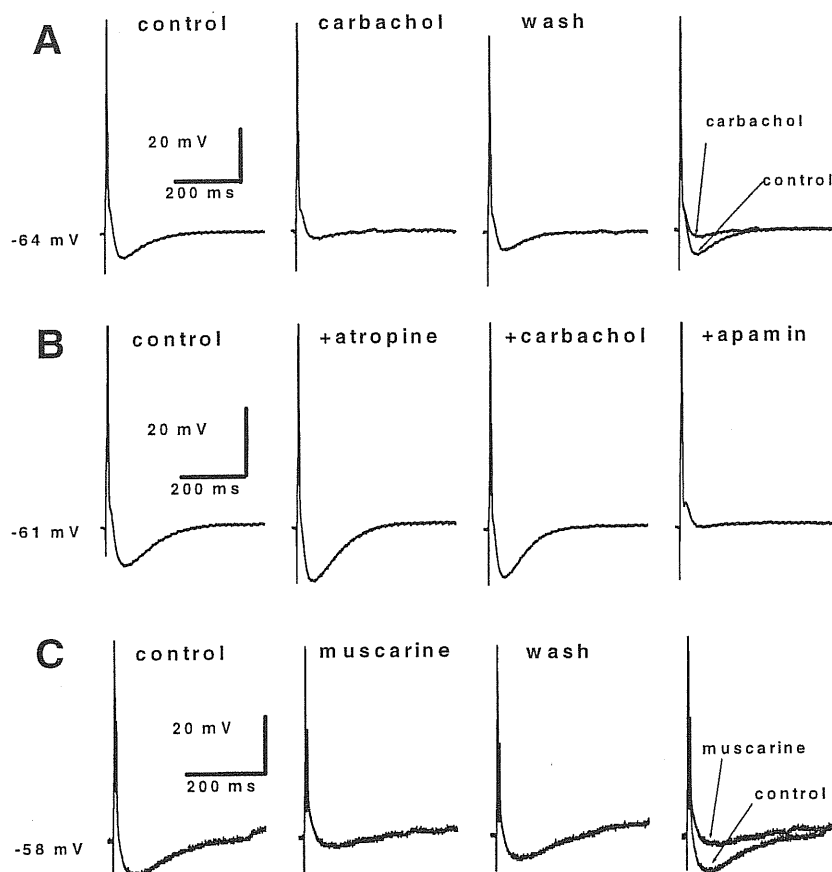 A
control
carbachol
wash
20 mV
200 ms
carbachol
control
-64 mV
B
control
+atropine
+carbachol
+apamin
20 mV
200 ms
-61 mV
C
control
muscarine
wash
20 mV
200 ms
muscarine
control
-58 mV